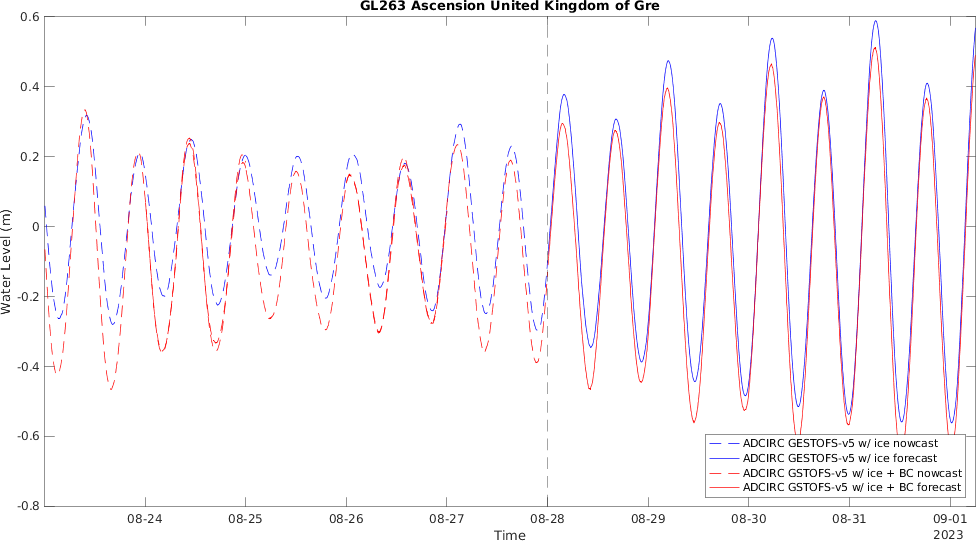 GL263 Ascension United Kingdom of Gre
0.6
0.4
0.2
0
-0.2
-0.4
-0.6
-0.8
Water Level (m)
08-24
08-25
08-26
08-27
08-28
08-29
08-30
08-31
09-01
Time
2023
ADCIRC GESTOFS-v5 w/ ice nowcast
ADCIRC GESTOFS-v5 w/ ice forecast
ADCIRC GSTOFS-v5 w/ ice + BC nowcast
ADCIRC GSTOFS-v5 w/ ice + BC forecast